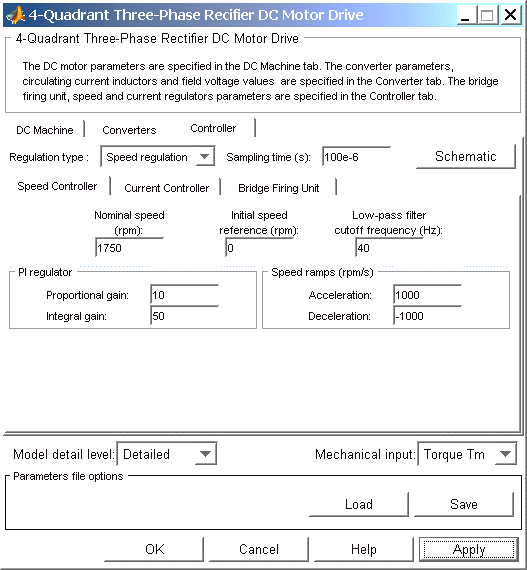 4-Quadrant Three-Phase Recifier DC Motor Drive
4-Quadrant Three-Phase Recifier DC Motor Drive
The DC motor parameters are specified in the DC Machine tab. The converter parameters,
circulating current inductors and field voltage values are specified in the Converter tab. The bridge
firing unit, speed and current regulators parameters are specified in the Controller tab.
DC Machine Converters Controller
Regulation type : Speed regulation Sampling time (s): 100e-6 Schematic
Speed Controller Current Controller Bridge Firing Unit
Nominal speed Initial speed Low-pass filter
(rpm): reference (rpm): cutoff frequency (Hz):
1750 0 40
PI regulator Speed ramps (rpm/s)
Proportional gain: 10 Acceleration: 1000
Integral gain: 50 Deceleration: -1000
Model detail level: Detailed Mechanical input: Torque Tm
Parameters file options
Load Save
OK Cancel Help Apply